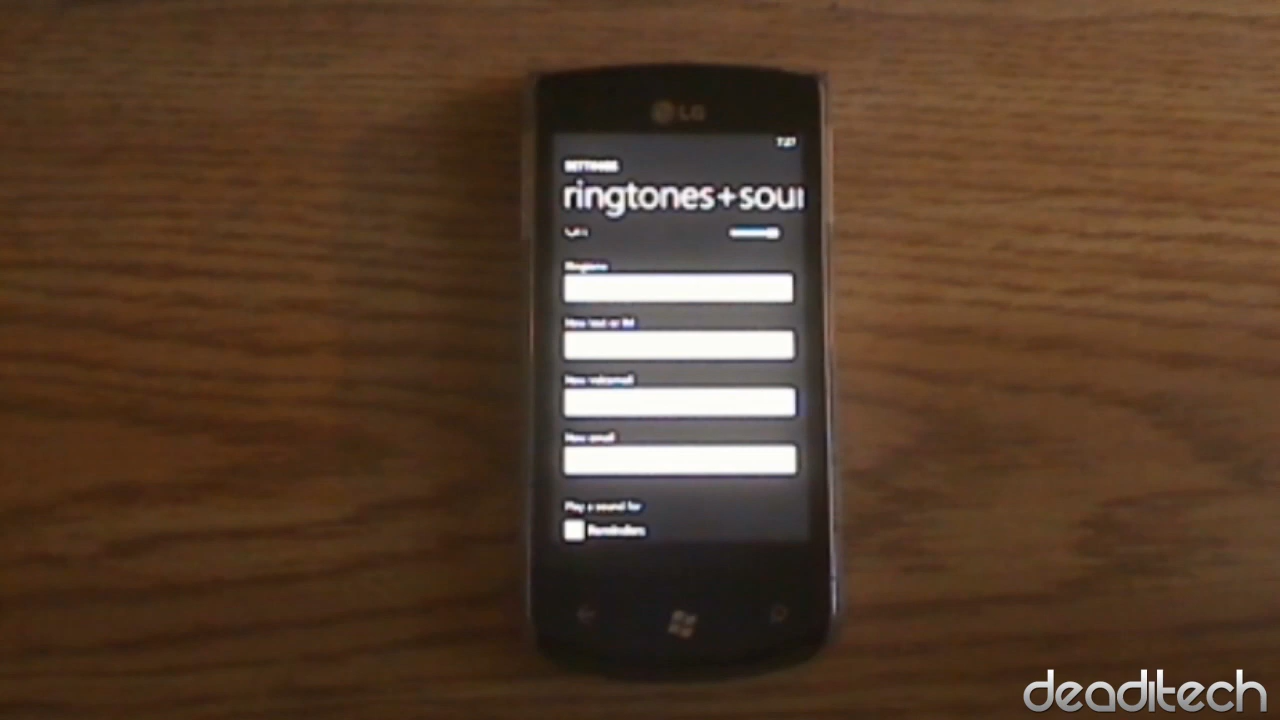 LG
7:27
SETTINGS
ringtones+soun
On
Ringtone
New text or IM
New voicemail
New email
Play a sound for
Reminders
deaditech